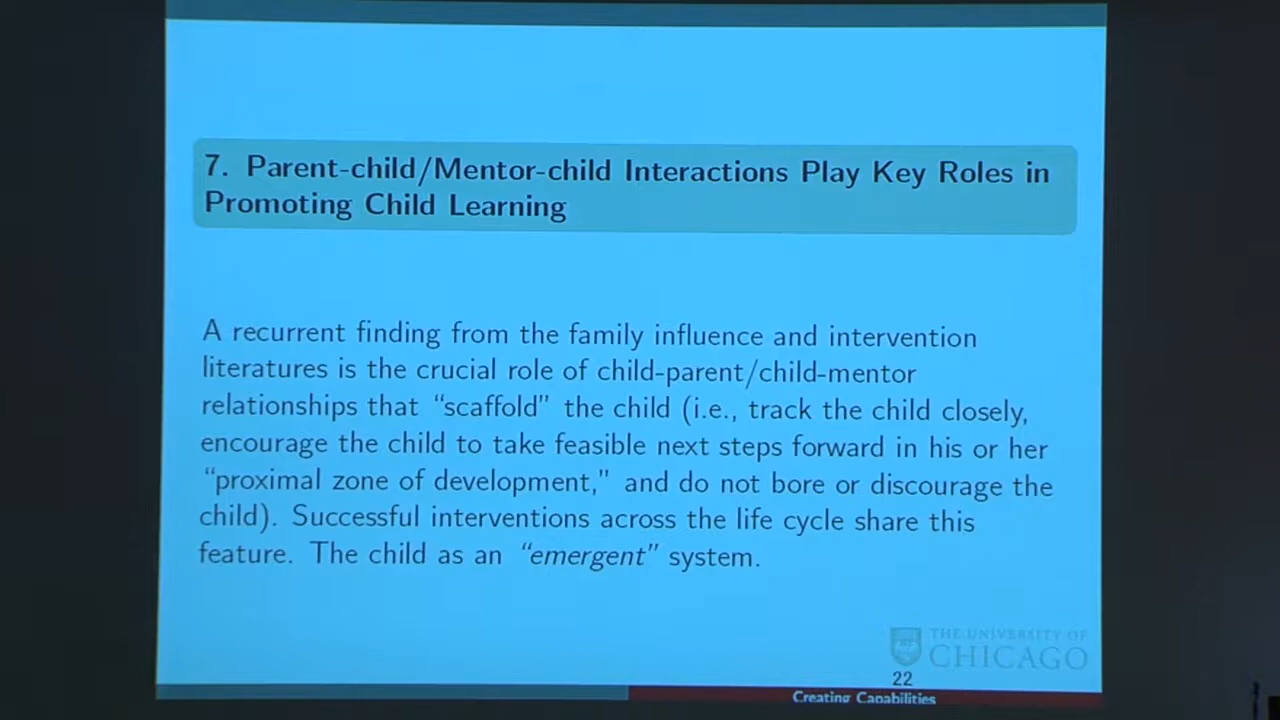 7. Parent-child/Mentor-child Interactions Play Key Roles in
Promoting Child Learning
A recurrent finding from the family influence and intervention
literatures is the crucial role of child-parent/child-mentor
relationships that “scaffold” the child (i.e., track the child closely,
encourage the child to take feasible next steps forward in his or her
“proximal zone of development,” and do not bore or discourage the
child). Successful interventions across the life cycle share this
feature. The child as an “emergent” system.
THE UNIVERSITY OF
CHICAGO
22
Creating Capabilities